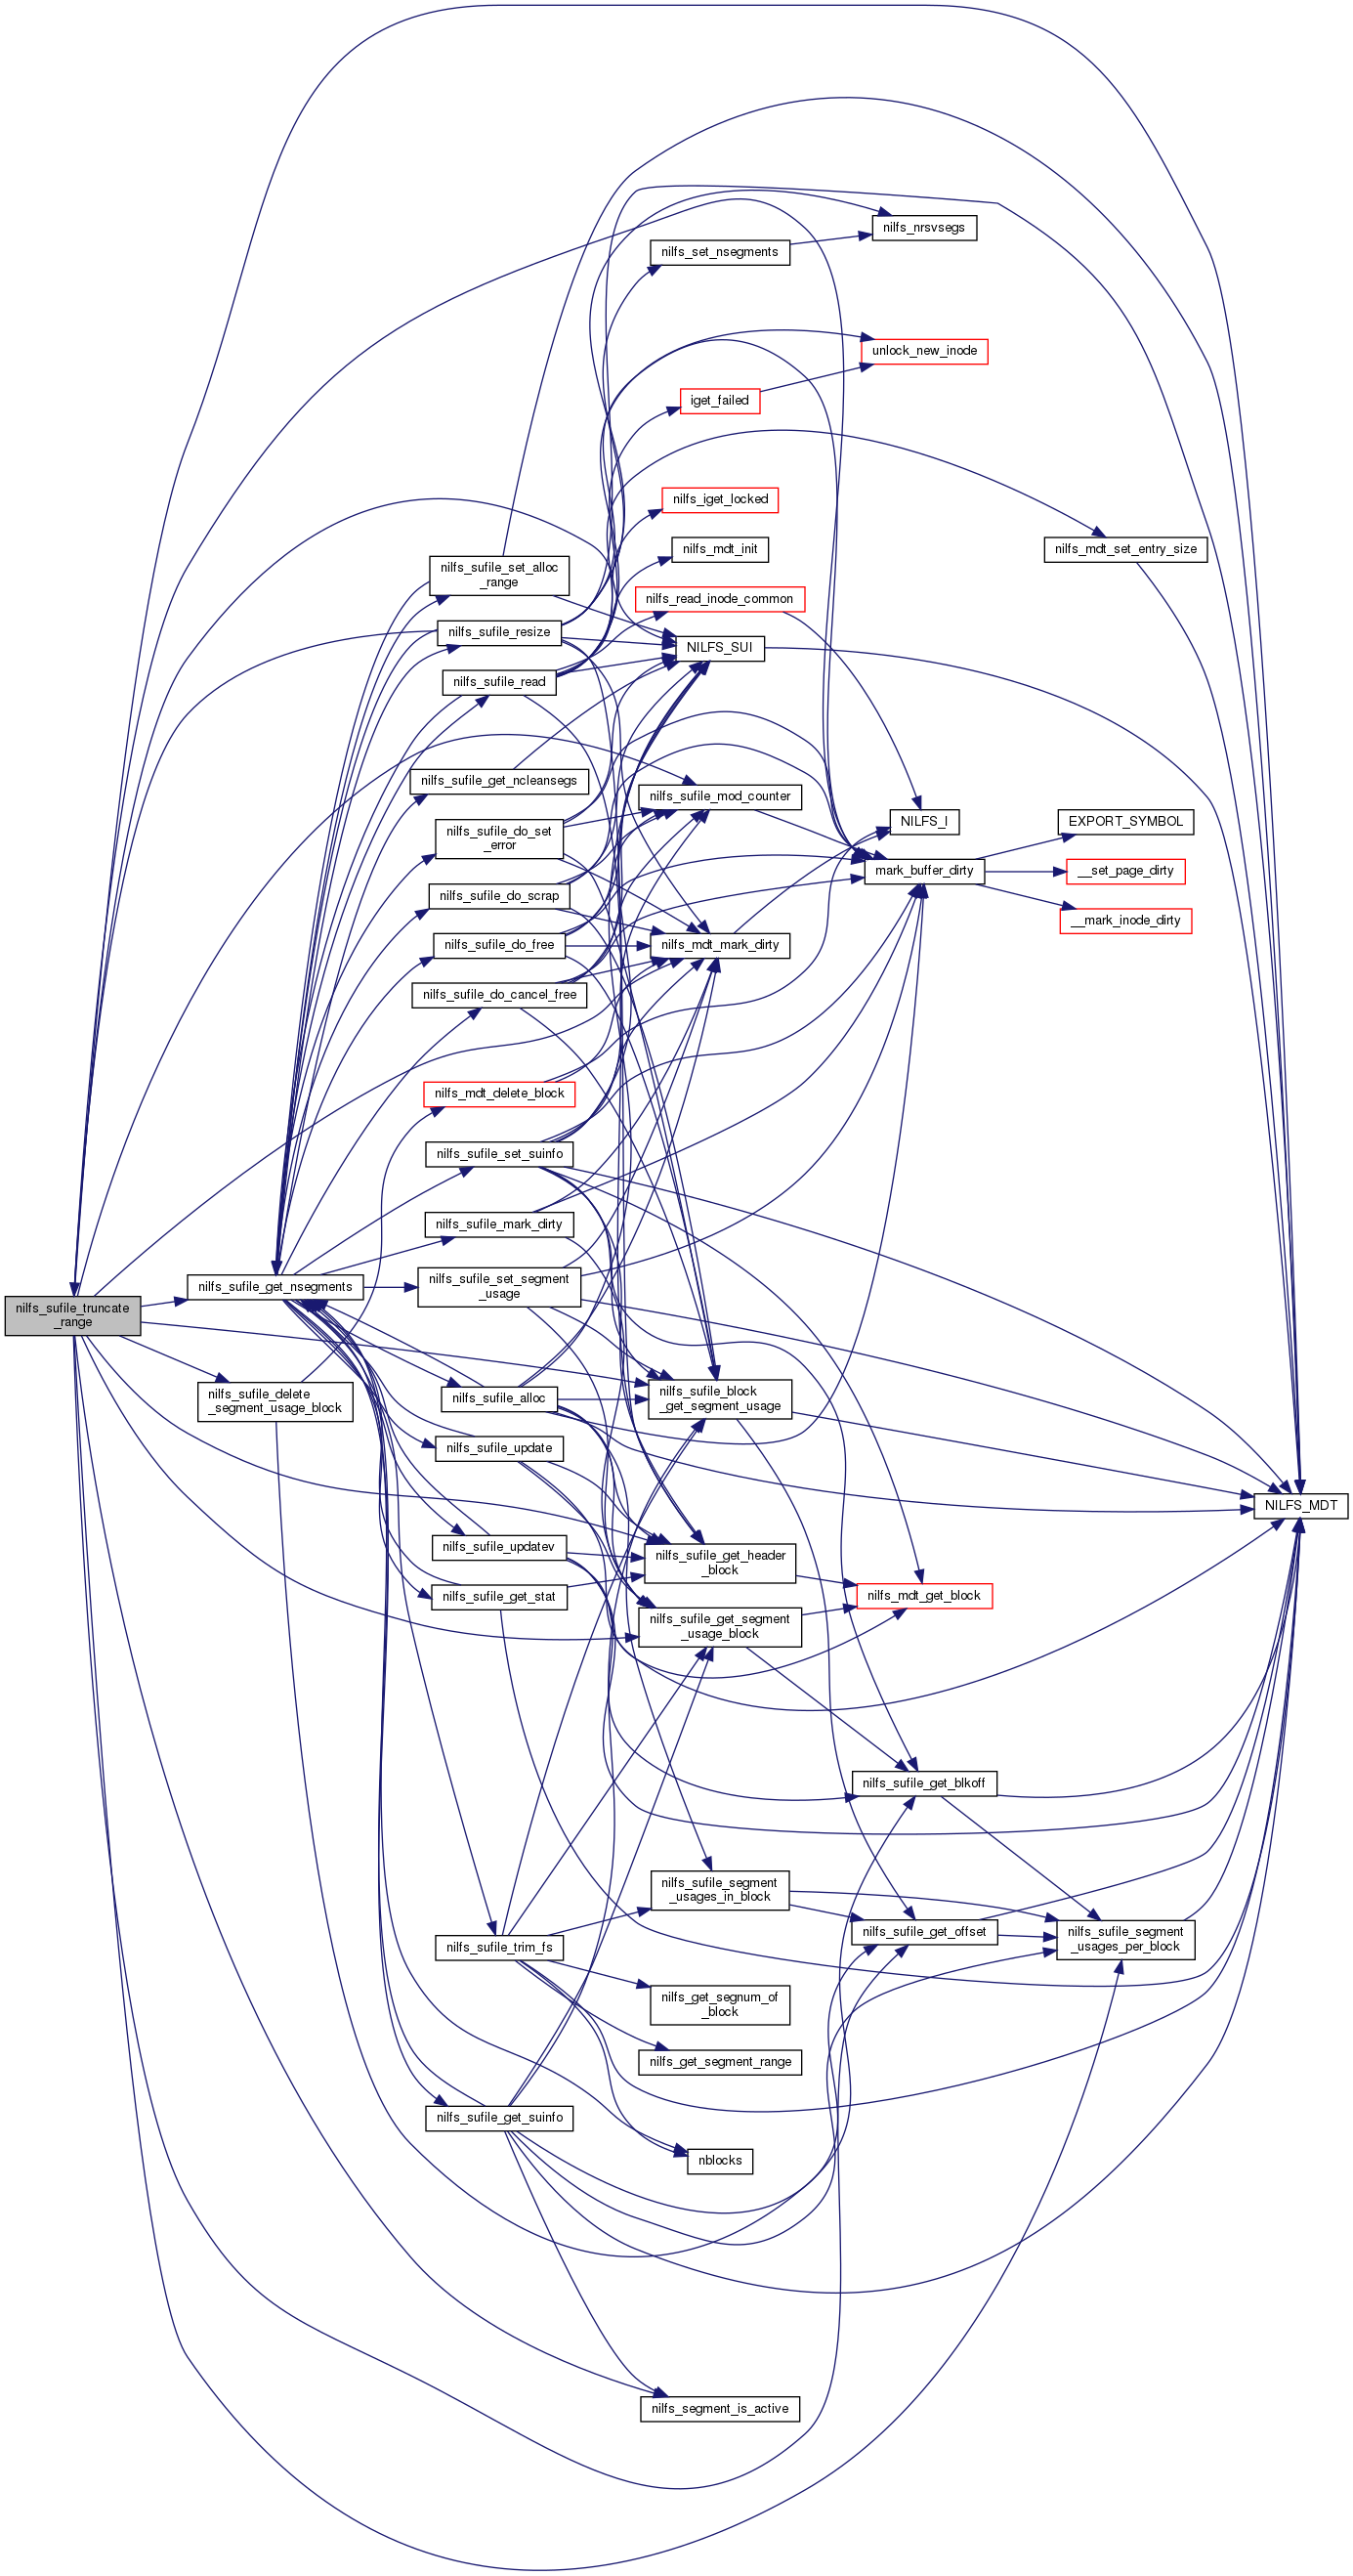 nilfs_nrsvsegs
nilfs_set_nsegments
unlock_new_inode
iget_failed
nilfs_iget_locked
nilfs_mdt_init
nilfs_mdt_set_entry_size
nilfs_sufile_set_alloc
_range
nilfs_read_inode_common
nilfs_sufile_resize
NILFS_SUI
nilfs_sufile_read
nilfs_sufile_get_ncleansegs
nilfs_sufile_mod_counter
NILFS_I
EXPORT_SYMBOL
nilfs_sufile_do_set
_error
mark_buffer_dirty
__set_page_dirty
nilfs_sufile_do_scrap
__mark_inode_dirty
nilfs_sufile_do_free
nilfs_mdt_mark_dirty
nilfs_sufile_do_cancel_free
nilfs_mdt_delete_block
nilfs_sufile_set_suinfo
nilfs_sufile_mark_dirty
nilfs_sufile_get_nsegments
nilfs_sufile_set_segment
_usage
nilfs_sufile_truncate
_range
nilfs_sufile_delete
_segment_usage_block
nilfs_sufile_alloc
nilfs_sufile_block
_get_segment_usage
nilfs_sufile_update
NILFS_MDT
nilfs_sufile_updatev
nilfs_sufile_get_header
_block
nilfs_sufile_get_stat
nilfs_mdt_get_block
nilfs_sufile_get_segment
_usage_block
nilfs_sufile_get_blkoff
nilfs_sufile_segment
_usages_in_block
nilfs_sufile_get_offset
nilfs_sufile_segment
_usages_per_block
nilfs_sufile_trim_fs
nilfs_get_segnum_of
_block
nilfs_get_segment_range
nilfs_sufile_get_suinfo
nblocks
nilfs_segment_is_active